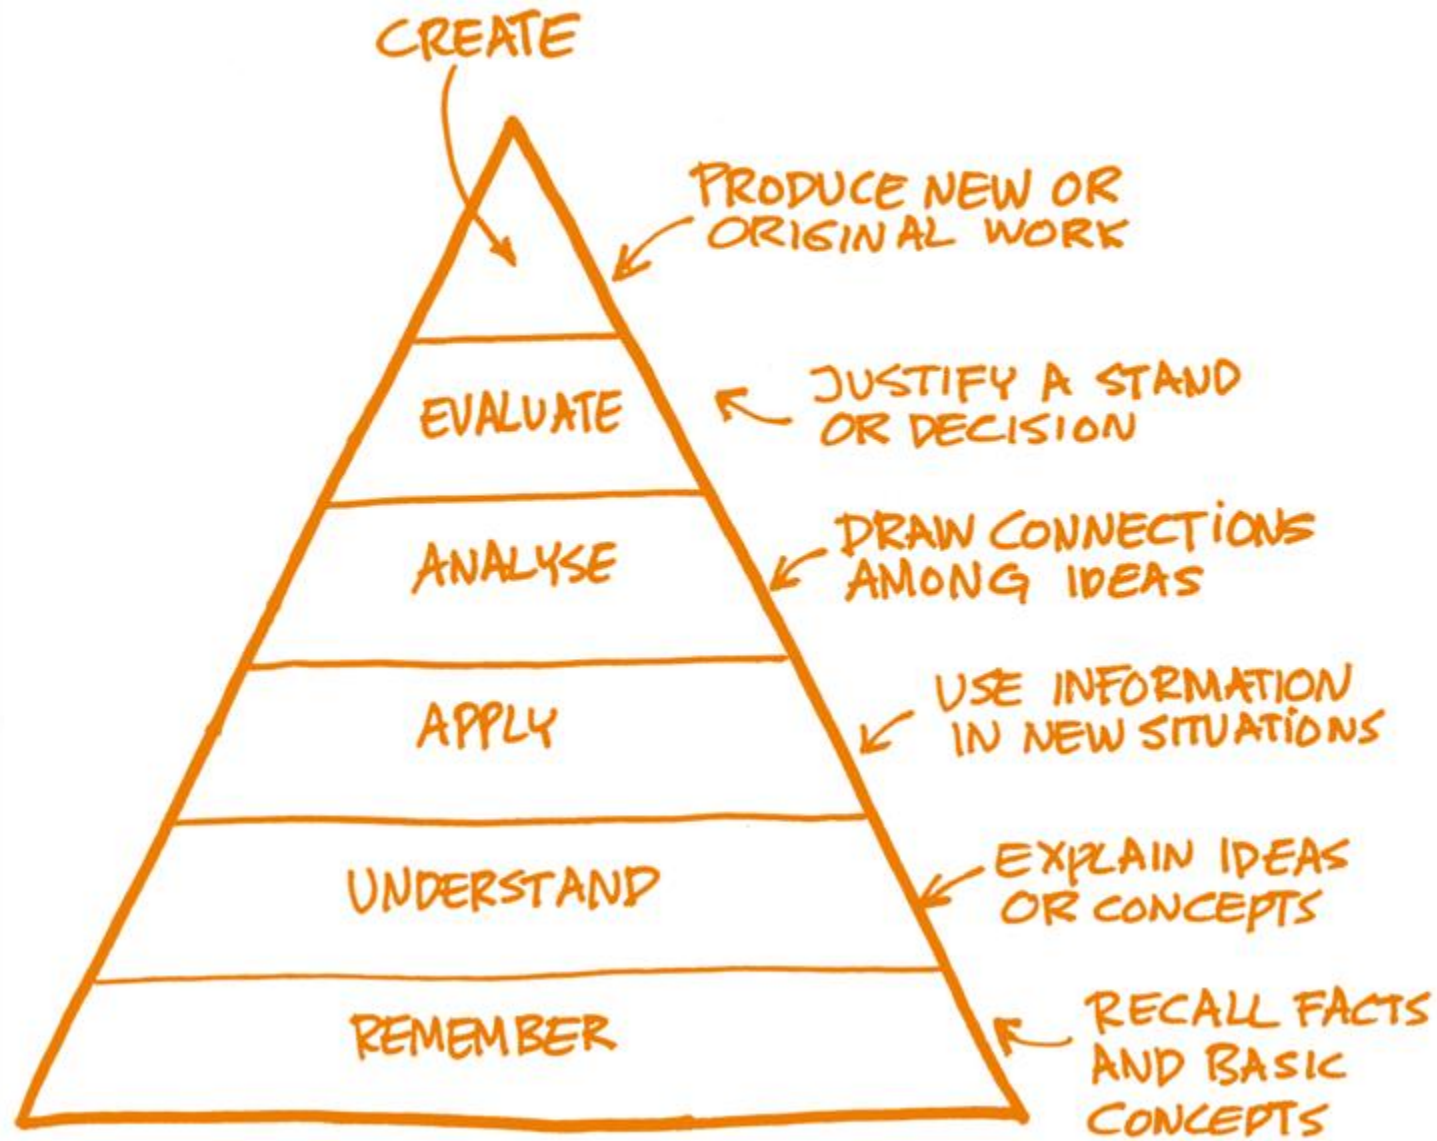 CREATE
PRODUCE NEW OR
ORIGINAL WORK
EVALUATE
JUSTIFY A STAND
OR DECISION
ANALYSE
DRAW CONNECTIONS
AMONG IDEAS
APPLY
USE INFORMATION
IN NEW SITUATIONS
UNDERSTAND
EXPLAIN IDEAS
OR CONCEPTS
REMEMBER
RECALL FACTS
AND BASIC
CONCEPTS